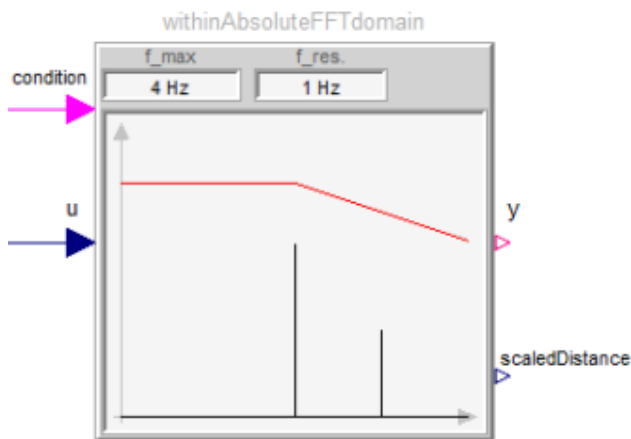 withinAbsoluteFFTdomain
f_max
f_res.
condition
4 Hz
1 Hz
u
y
scaledDistance